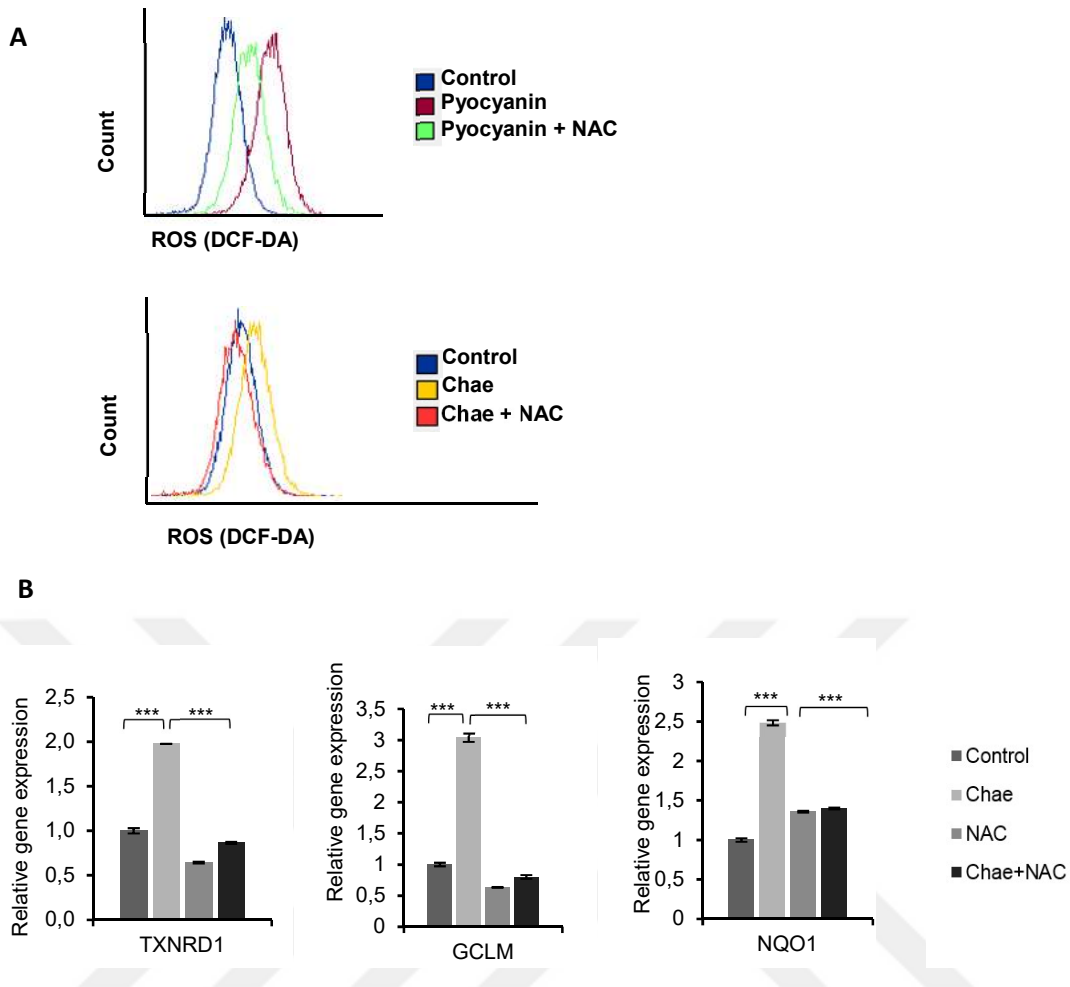 A
Count
ROS (DCF-DA)
Control
Pyocyanin
Pyocyanin + NAC
Count
ROS (DCF-DA)
Control
Chae
Chae + NAC
B
Relative gene expression
2,5
2,0
1,5
1,0
0,5
0,0
***
***
TXNRD1
Relative gene expression
3,5
3
2,5
2
1,5
1
0,5
0
***
***
GCLM
Relative gene expression
3
2,5
2
1,5
1
0,5
0
***
***
NQO1
Control
Chae
NAC
Chae+NAC